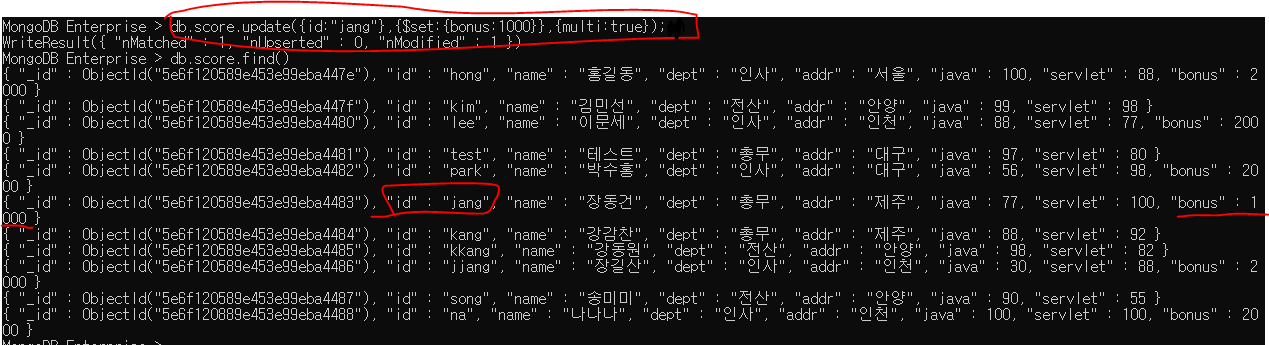 MongoDB Enterprise > db.score.update({id:"jang"},{$set:{bonus:1000}},{multi:true});
WriteResult({ "nMatched" : 1, "nUpserted" : 0, "nModified" : 1 })
MongoDB Enterprise > db.score.find()
{ "_id" : ObjectId("5e6f120589e453e99eba447e"), "id" : "hong", "name" : "홍길동", "dept" : "인사", "addr" : "서울", "java" : 100, "servlet" : 88, "bonus" : 2
000 }
{ "_id" : ObjectId("5e6f120589e453e99eba447f"), "id" : "kim", "name" : "김민선", "dept" : "전산", "addr" : "안양", "java" : 99, "servlet" : 98 }
{ "_id" : ObjectId("5e6f120589e453e99eba4480"), "id" : "lee", "name" : "이문세", "dept" : "인사", "addr" : "인천", "java" : 88, "servlet" : 77, "bonus" : 200
0 }
{ "_id" : ObjectId("5e6f120589e453e99eba4481"), "id" : "test", "name" : "테스트", "dept" : "총무", "addr" : "대구", "java" : 97, "servlet" : 80 }
{ "_id" : ObjectId("5e6f120589e453e99eba4482"), "id" : "park", "name" : "박수홍", "dept" : "인사", "addr" : "대구", "java" : 56, "servlet" : 98, "bonus" : 20
00 }
{ "_id" : ObjectId("5e6f120589e453e99eba4483"), "id" : "jang", "name" : "장동건", "dept" : "총무", "addr" : "제주", "java" : 77, "servlet" : 100, "bonus" : 1
000 }
{ "_id" : ObjectId("5e6f120589e453e99eba4484"), "id" : "kang", "name" : "강감찬", "dept" : "총무", "addr" : "제주", "java" : 88, "servlet" : 92 }
{ "_id" : ObjectId("5e6f120589e453e99eba4485"), "id" : "kkang", "name" : "강동원", "dept" : "전산", "addr" : "안양", "java" : 98, "servlet" : 82 }
{ "_id" : ObjectId("5e6f120589e453e99eba4486"), "id" : "jjang", "name" : "장길산", "dept" : "인사", "addr" : "인천", "java" : 30, "servlet" : 88, "bonus" : 2
000 }
{ "_id" : ObjectId("5e6f120589e453e99eba4487"), "id" : "song", "name" : "송미미", "dept" : "전산", "addr" : "안양", "java" : 90, "servlet" : 55 }
{ "_id" : ObjectId("5e6f120889e453e99eba4488"), "id" : "na", "name" : "나나나", "dept" : "인사", "addr" : "인천", "java" : 100, "servlet" : 100, "bonus" : 20
00 }
MongoDB Enterprise >